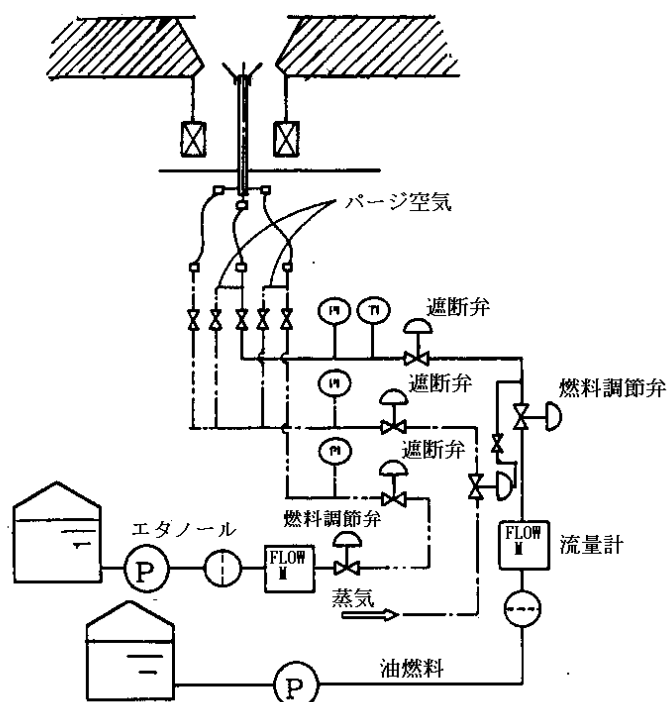 パージ空気
遮断弁
PI
TI
遮断弁
燃料調節弁
PI
遮断弁
PI
エタノール
燃料調節弁
FLOW
M
FLOW
M
流量計
P
蒸気
油燃料
P